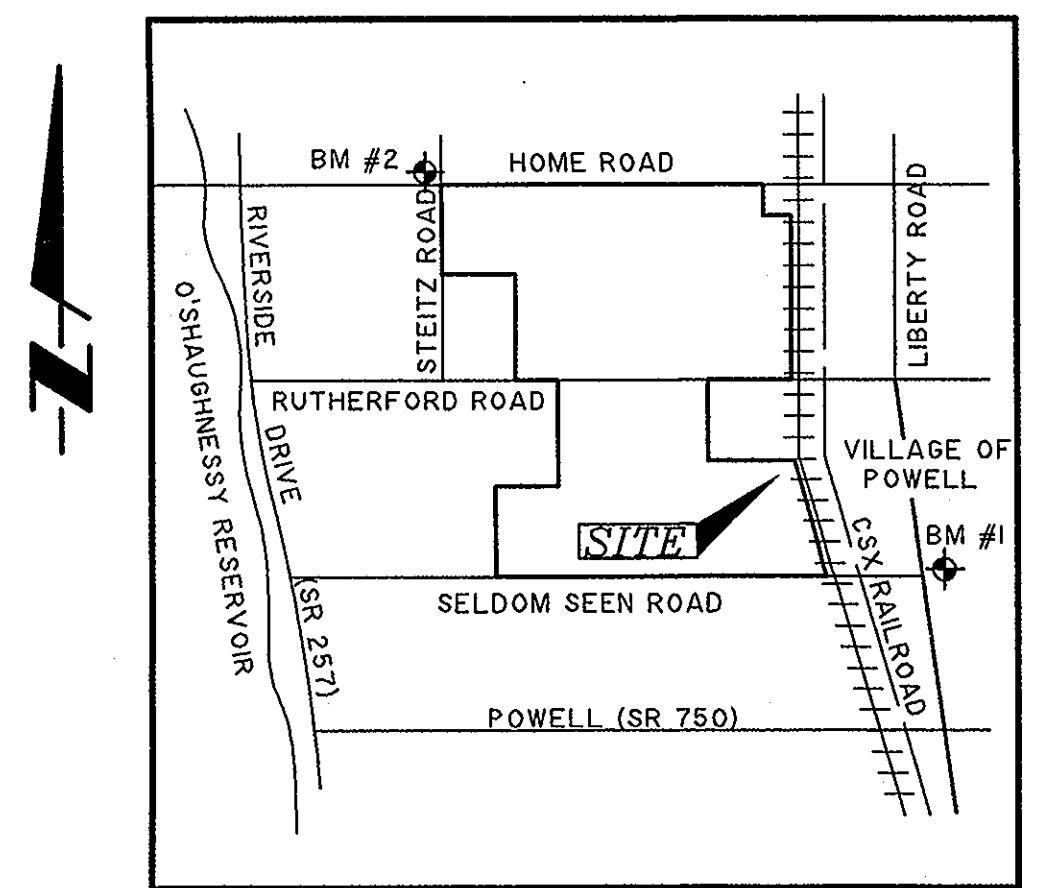 N
BM #2
HOME ROAD
RIVERSIDE
DRIVE
(SR 257)
STEITZ ROAD
LIBERTY ROAD
O'SHAUGHNESSY RESERVOIR
RUTHERFORD ROAD
VILLAGE OF
POWELL
SITE
BM #1
CSX RAILROAD
SELDOM SEEN ROAD
POWELL (SR 750)